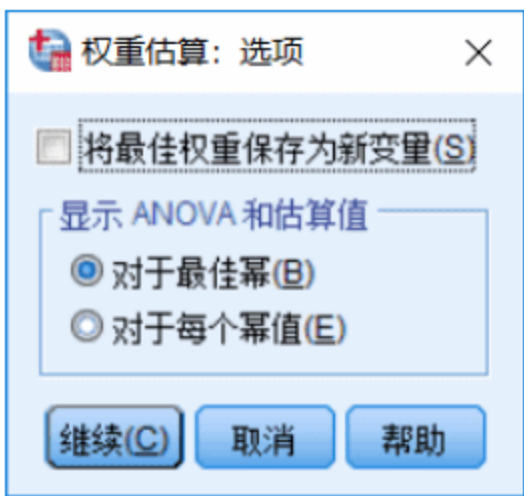 权重估算：选项
将最佳权重保存为新变量(S)
显示 ANOVA 和估算值
对于最佳幂(B)
对于每个幂值(E)
继续(C) 取消 帮助